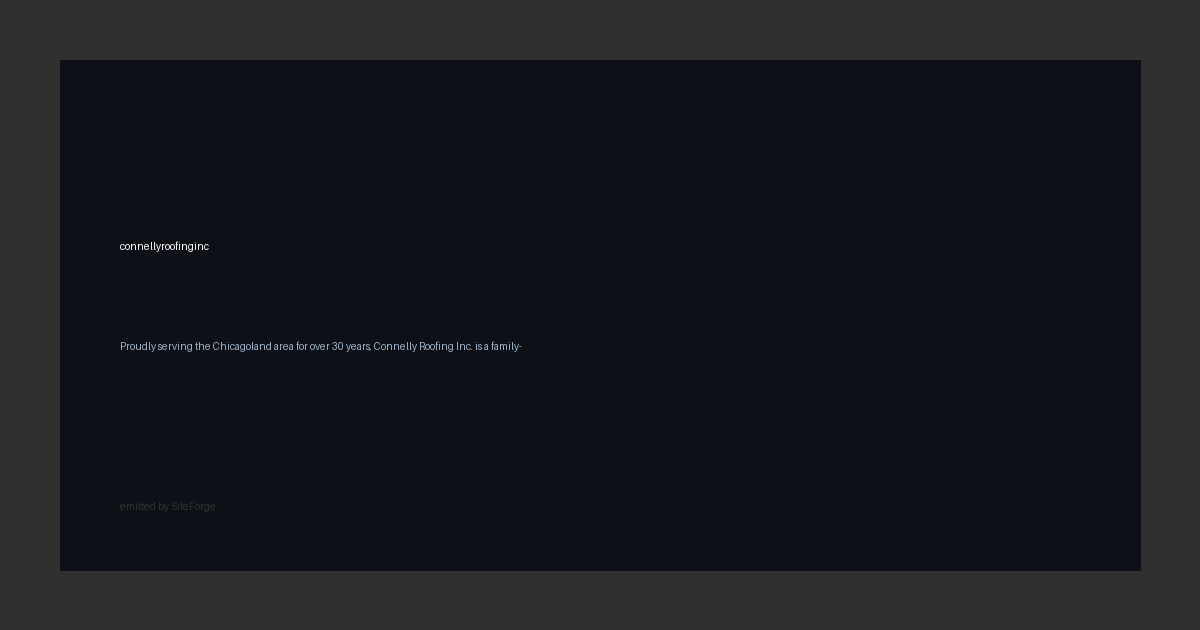 connellyroofinginc
Proudly serving the Chicagoland area for over 30 years, Connelly Roofing Inc. is a family-
emitted by SiteForge